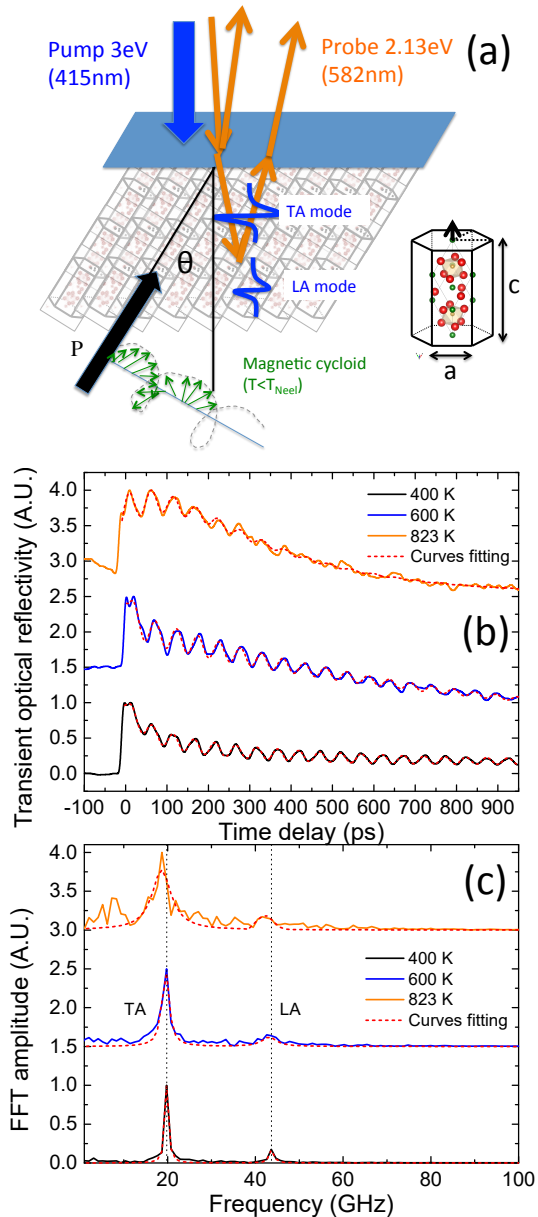 Pump 3eV
(415nm)
Probe 2.13eV
(582nm)
(a)
TA mode
θ
LA mode
P
Magnetic cycloid
(T<T_Neel)
c
a
Transient optical reflectivity (A.U.)
4.0
3.5
3.0
2.5
2.0
1.5
1.0
0.5
0.0
400 K
600 K
823 K
Curves fitting
(b)
-100 0 100 200 300 400 500 600 700 800 900
Time delay (ps)
FFT amplitude (A.U.)
4.0
3.5
3.0
2.5
2.0
1.5
1.0
0.5
0.0
(c)
400 K
600 K
823 K
Curves fitting
TA
LA
20 40 60 80 100
Frequency (GHz)